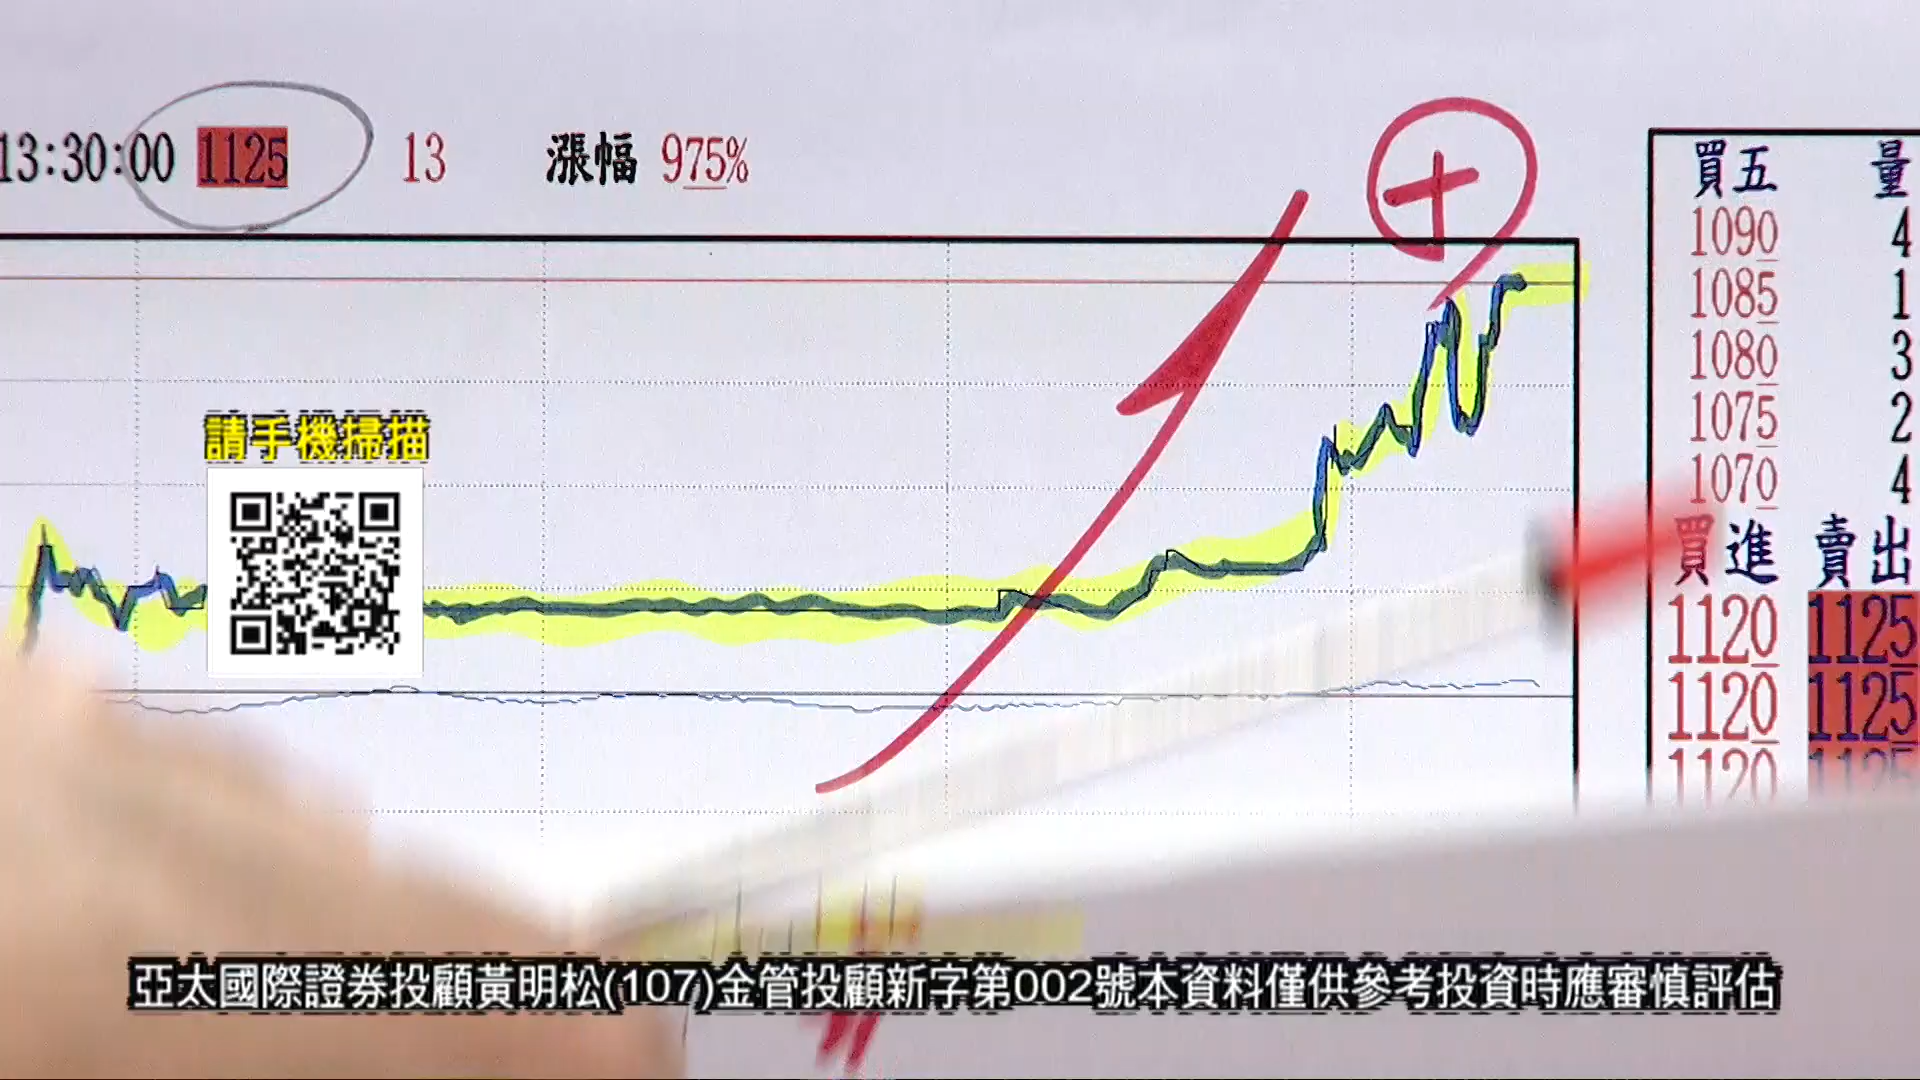 13:30:00 1125 13 漲幅 975%
買五 量
1090 4
1085 1
1080 3
1075 2
1070 4
買進 賣出
1120 1125
1120 1125
1120 1125
請手機掃描
亞太國際證券投顧黃明松(107)金管投顧新字第002號本資料僅供參考投資時應審慎評估